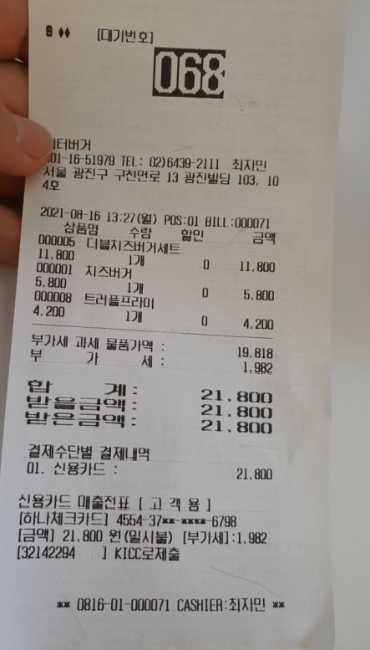 [대기번호]
068
터버거
01-16-51979 TEL: 02)6439-2111 최지민
서울 광진구 구천면로 13 광진빌딩 103, 10
4호
2021-08-16 13:27(월) POS:01 BILL:000071
상품명 수량 할인 금액
000005 더블치즈버거세트
11.800 1개 0 11.800
000001 치즈버거
5.800 1개 0 5.800
000008 트러플프라이
4.200 1개 0 4.200
부가세 과세 물품가액 : 19.818
부 가 세 : 1.982
합 계 : 21.800
받을금액 : 21.800
받은금액 : 21.800
결제수단별 결제내역
01. 신용카드 : 21.800
신용카드 매출전표 [ 고 객 용 ]
[하나체크카드] 4554-37**-****-6798
[금액] 21.800 원(일시불) [부가세]:1.982
[32142294 ] KICC로제출
** 0816-01-000071 CASHIER:최지민 **